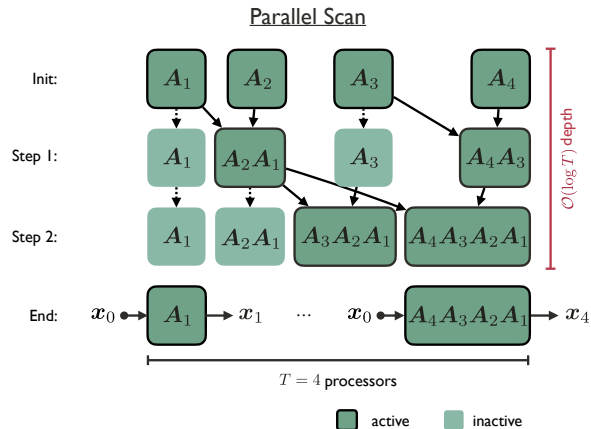 Parallel Scan
Init: A₁ A₂ A₃ A₄
Step 1: A₁ A₂A₁ A₃ A₄A₃
Step 2: A₁ A₂A₁ A₃A₂A₁ A₄A₃A₂A₁
O(log T) depth
End: x₀ A₁ x₁ ... x₀ A₄A₃A₂A₁ x₄
T = 4 processors
active inactive